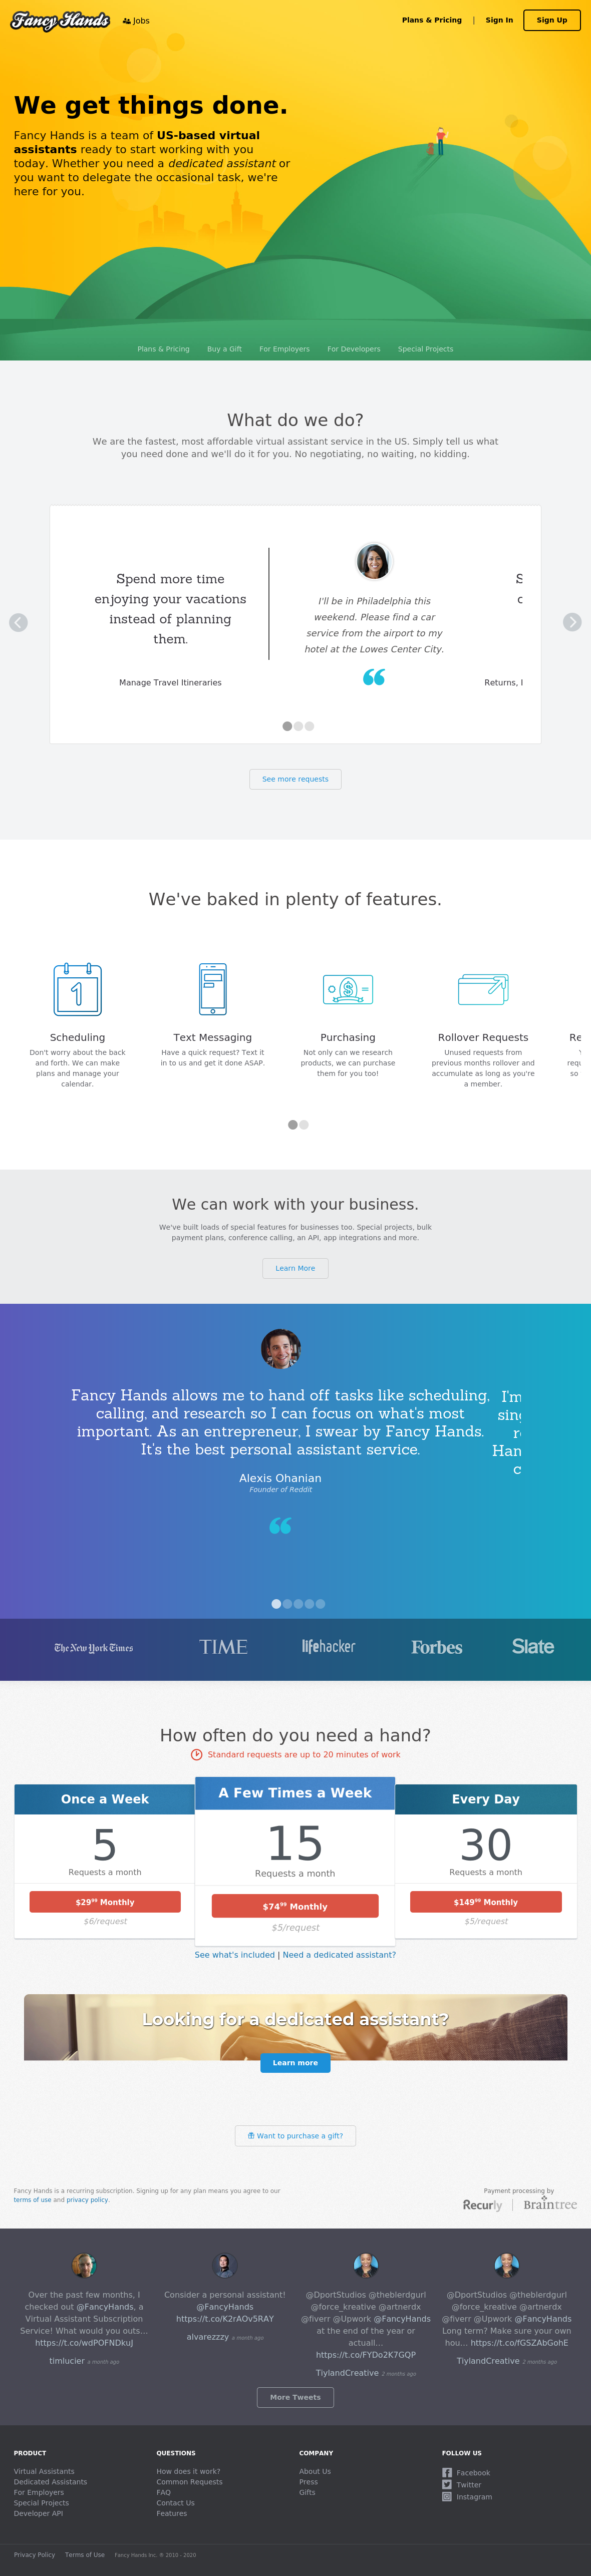 Fancy Hands
Jobs
Plans & Pricing | Sign In Sign Up
We get things done.
Fancy Hands is a team of US-based virtual
assistants ready to start working with you
today. Whether you need a dedicated assistant or
you want to delegate the occasional task, we're
here for you.
Plans & Pricing Buy a Gift For Employers For Developers Special Projects
What do we do?
We are the fastest, most affordable virtual assistant service in the US. Simply tell us what
you need done and we'll do it for you. No negotiating, no waiting, no kidding.
Spend more time
enjoying your vacations
instead of planning
them.
Manage Travel Itineraries
I'll be in Philadelphia this
weekend. Please find a car
service from the airport to my
hotel at the Lowes Center City.
Returns,
See more requests
We've baked in plenty of features.
1
Scheduling
Don't worry about the back
and forth. We can make
plans and manage your
calendar.
Text Messaging
Have a quick request? Text it
in to us and get it done ASAP.
Purchasing
Not only can we research
products, we can purchase
them for you too!
Rollover Requests
Unused requests from
previous months rollover and
accumulate as long as you're
a member.
We can work with your business.
We've built loads of special features for businesses too. Special projects, bulk
payment plans, conference calling, an API, app integrations and more.
Learn More
Fancy Hands allows me to hand off tasks like scheduling,
calling, and research so I can focus on what's most
important. As an entrepreneur, I swear by Fancy Hands.
It's the best personal assistant service.
Alexis Ohanian
Founder of Reddit
I'm
The New York Times TIME lifehacker Forbes Slate
How often do you need a hand?
Standard requests are up to 20 minutes of work
Once a Week
5
Requests a month
$29⁹⁹ Monthly
$6/request
A Few Times a Week
15
Requests a month
$74⁹⁹ Monthly
$5/request
Every Day
30
Requests a month
$149⁹⁹ Monthly
$5/request
See what's included | Need a dedicated assistant?
Looking for a dedicated assistant?
Learn more
Want to purchase a gift?
Fancy Hands is a recurring subscription. Signing up for any plan means you agree to our
terms of use and privacy policy.
Payment processing by
Recurly | Braintree
Over the past few months, I
checked out @FancyHands, a
Virtual Assistant Subscription
Service! What would you outs…
https://t.co/wdPOFNDkuJ
timlucier a month ago
Consider a personal assistant!
@FancyHands
https://t.co/K2rAOv5RAY
alvarezzzy a month ago
@DportStudios @theblerdgurl
@force_kreative @artnerdx
@fiverr @Upwork @FancyHands
at the end of the year or
actuall…
https://t.co/FYDo2K7GQP
TiylandCreative 2 months ago
@DportStudios @theblerdgurl
@force_kreative @artnerdx
@fiverr @Upwork @FancyHands
Long term? Make sure your own
hou… https://t.co/fGSZAbGohE
TiylandCreative 2 months ago
More Tweets
PRODUCT
Virtual Assistants
Dedicated Assistants
For Employers
Special Projects
Developer API
QUESTIONS
How does it work?
Common Requests
FAQ
Contact Us
Features
COMPANY
About Us
Press
Gifts
FOLLOW US
Facebook
Twitter
Instagram
Privacy Policy Terms of Use Fancy Hands Inc. © 2010 - 2020